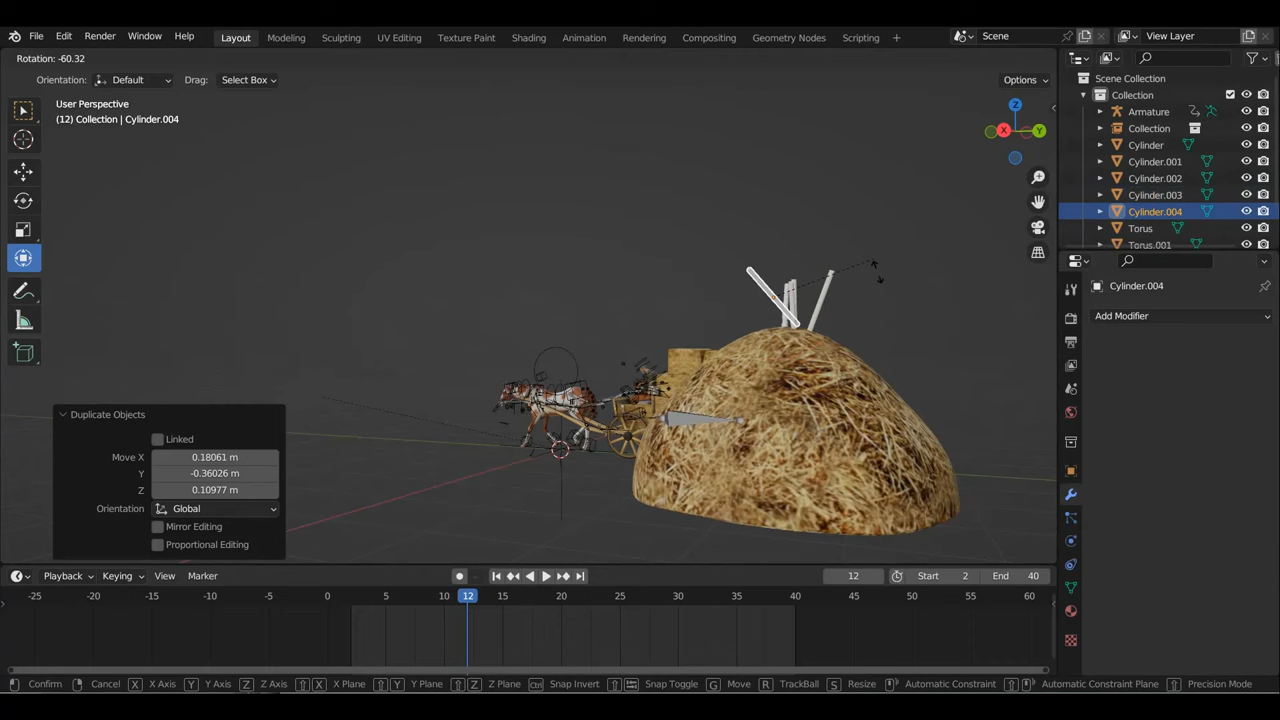 File Edit Render Window Help Layout Modeling Sculpting UV Editing Texture Paint Shading Animation Rendering Compositing Geometry Nodes Scripting + Scene View Layer
Rotation: -60.32
Orientation: Default Drag: Select Box Options
User Perspective
(12) Collection | Cylinder.004
Z
X
Y
Scene Collection
Collection
Armature
Collection
Cylinder
Cylinder.001
Cylinder.002
Cylinder.003
Cylinder.004
Torus
Torus.001
Cylinder.004
Add Modifier
Duplicate Objects
Linked
Move X 0.18061 m
Y -0.36026 m
Z 0.10977 m
Orientation Global
Mirror Editing
Proportional Editing
Playback Keying View Marker 12 Start 2 End 40
-25 -20 -15 -10 -5 0 5 10 12 15 20 25 30 35 40 45 50 55 60
Confirm Cancel X X Axis Y Y Axis Z Z Axis X X Plane Y Y Plane Z Z Plane Ctrl Snap Invert Snap Toggle G Move R TrackBall S Resize Automatic Constraint Automatic Constraint Plane Precision Mode